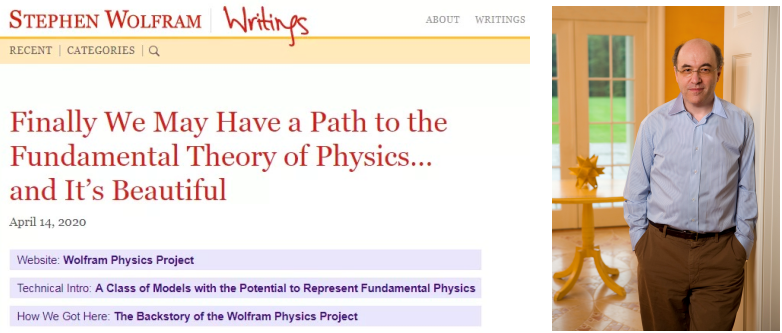 STEPHEN WOLFRAM Writings
ABOUT WRITINGS
RECENT | CATEGORIES |
Finally We May Have a Path to the
Fundamental Theory of Physics…
and It's Beautiful
April 14, 2020
Website: Wolfram Physics Project
Technical Intro: A Class of Models with the Potential to Represent Fundamental Physics
How We Got Here: The Backstory of the Wolfram Physics Project